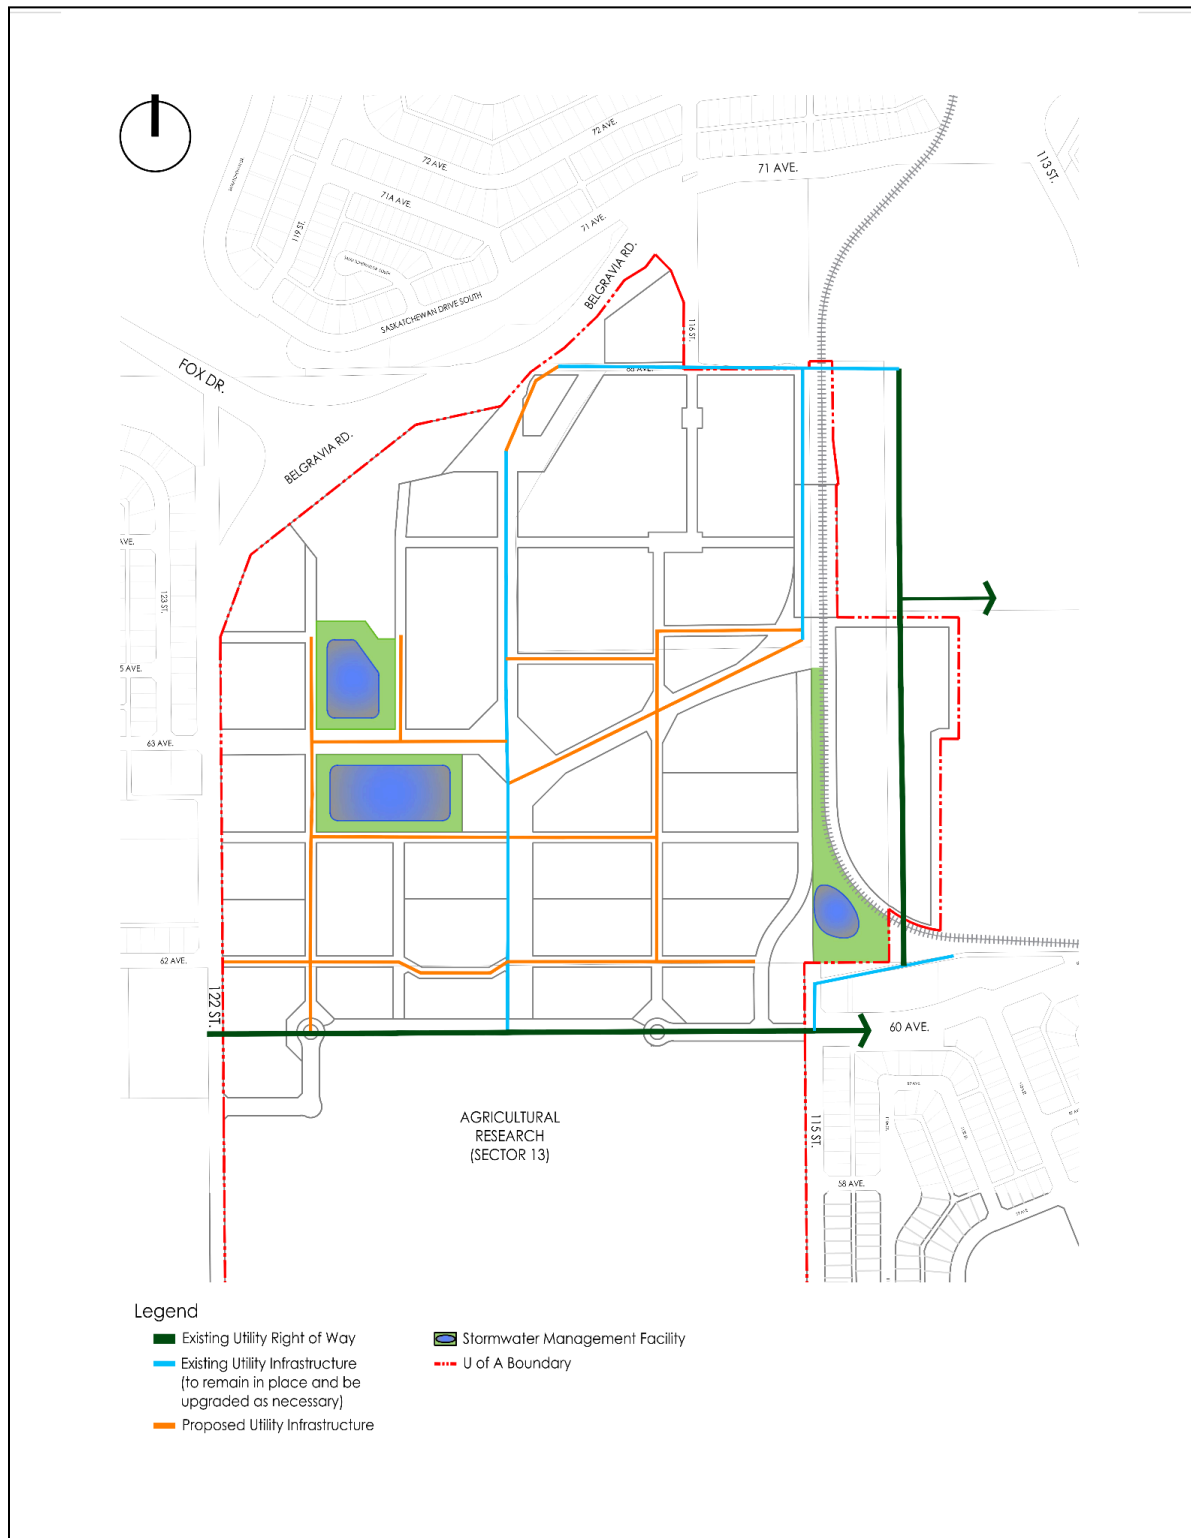 72 AVE.
72 AVE.
71 AVE.
113 ST.
71A AVE.
119 ST.
71 AVE.
BELGRAVIA RD.
SASKATCHEWAN DRIVE SOUTH
116 ST.
FOX DR.
BELGRAVIA RD.
AVE.
123 ST.
5 AVE.
63 AVE.
62 AVE.
122 ST.
60 AVE.
AGRICULTURAL
RESEARCH
(SECTOR 13)
115 ST.
58 AVE.
Legend
Existing Utility Right of Way
Existing Utility Infrastructure
(to remain in place and be
upgraded as necessary)
Proposed Utility Infrastructure
Stormwater Management Facility
U of A Boundary